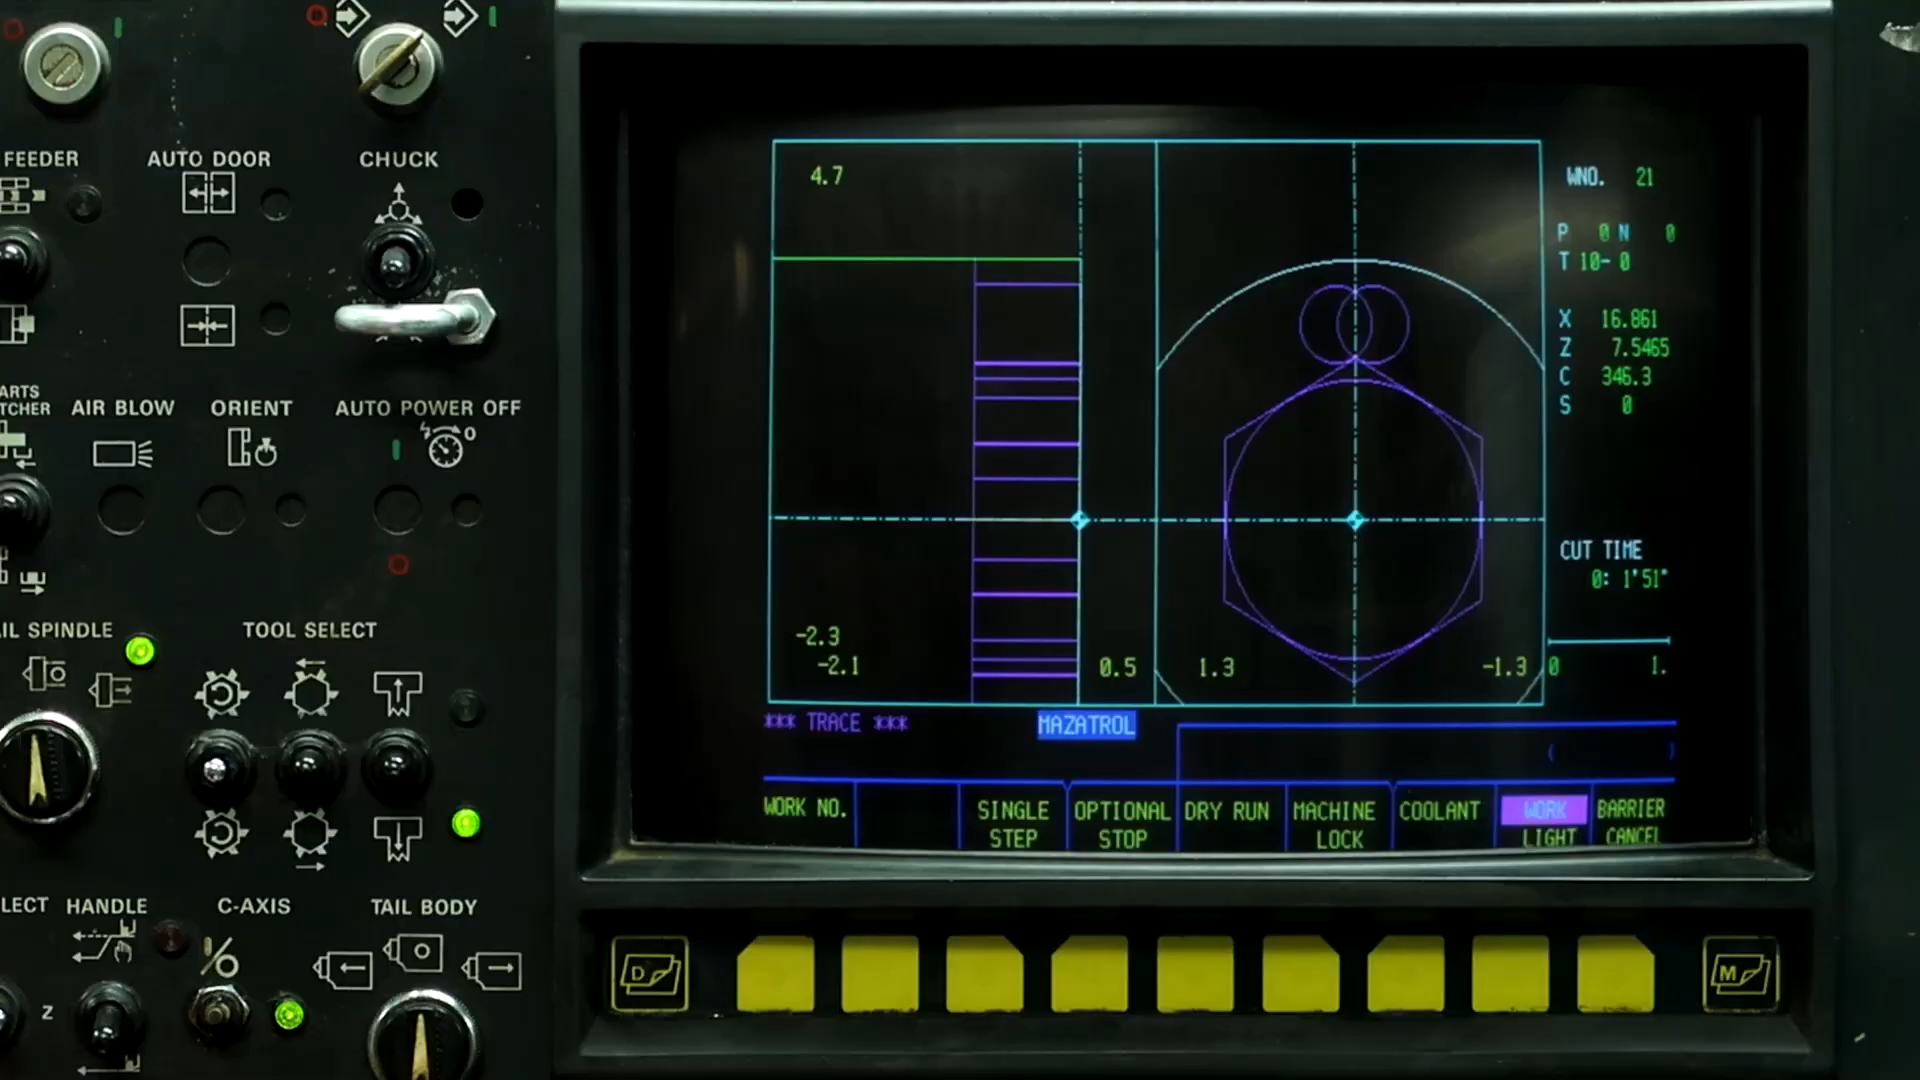 FEEDER
AUTO DOOR
CHUCK
ARTS
TCHER
AIR BLOW
ORIENT
AUTO POWER OFF
O
IL SPINDLE
TOOL SELECT
LECT
HANDLE
C-AXIS
TAIL BODY
Z
4.7
-2.3
-2.1
0.5
1.3
-1.3
WNO. 21
P 0 N 0
T 10- 0
X 16.861
Z 7.5465
C 346.3
S 0
CUT TIME
0: 1'51"
0 1.
*** TRACE ***
MAZATROL
( )
WORK NO.
SINGLE STEP
OPTIONAL STOP
DRY RUN
MACHINE LOCK
COOLANT
WORK LIGHT
BARRIER CANCEL
D
M